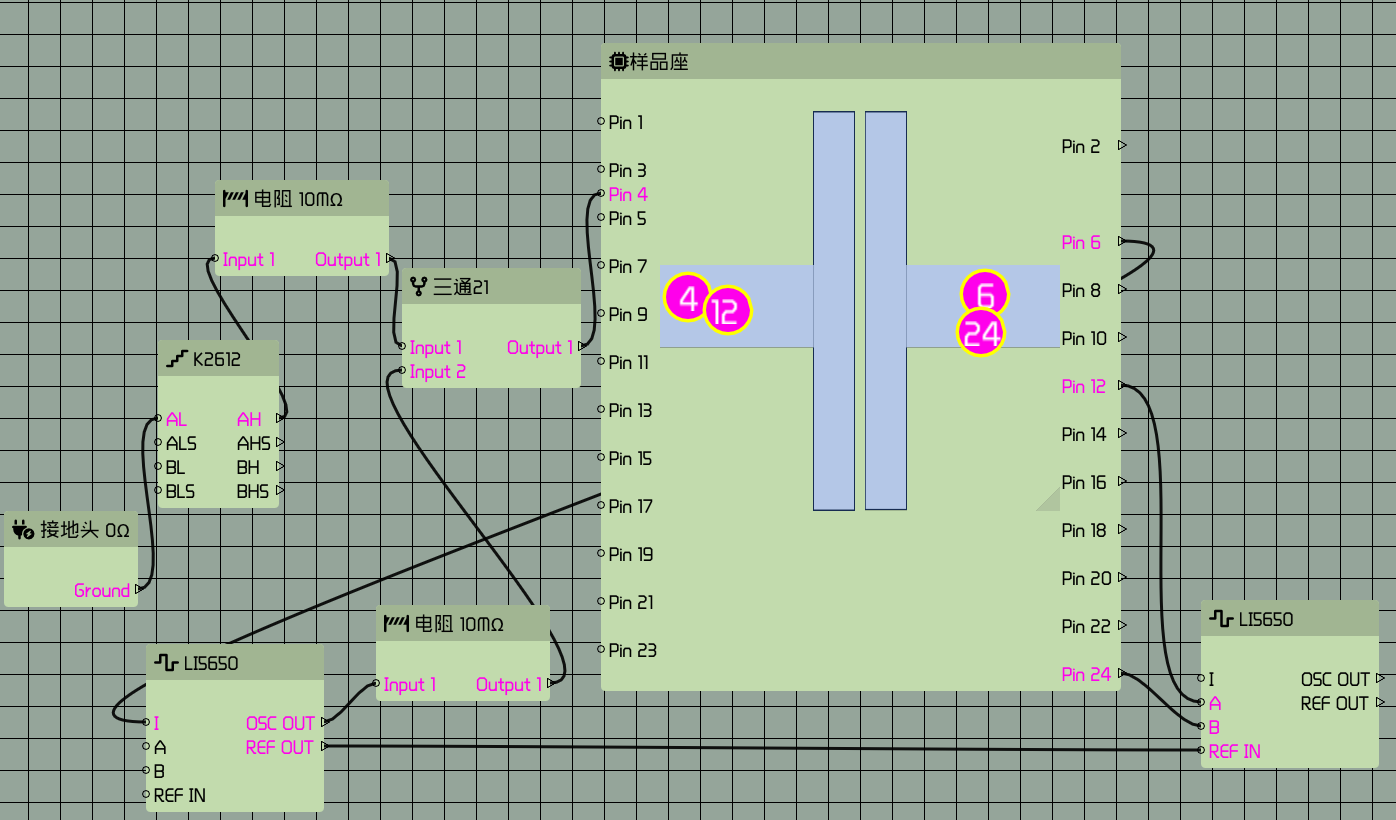 样品座
Pin 1
Pin 3
Pin 4
Pin 5
Pin 7
Pin 9
Pin 11
Pin 13
Pin 15
Pin 17
Pin 19
Pin 21
Pin 23
4
12
6
24
Pin 2
Pin 6
Pin 8
Pin 10
Pin 12
Pin 14
Pin 16
Pin 18
Pin 20
Pin 22
Pin 24
电阻 10mΩ
Input 1 Output 1
三通21
Input 1 Output 1
Input 2
K2612
AL AH
ALS AHS
BL BH
BLS BHS
接地头 0Ω
Ground
电阻 10mΩ
Input 1 Output 1
LI5650
I OSC OUT
A REF OUT
B
REF IN
LI5650
I OSC OUT
A REF OUT
B
REF IN